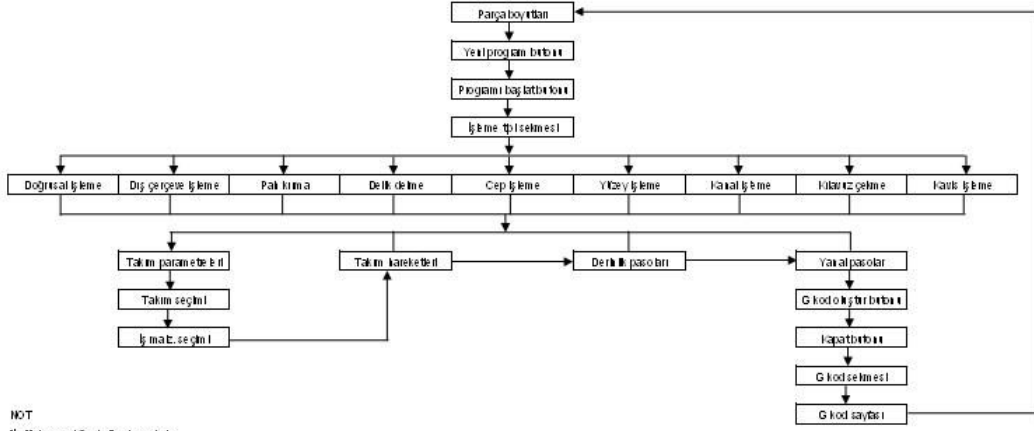 Parça boyutları
Yeni program butonu
Programı başlat butonu
İşleme tipi sekmesi
Doğrusal işleme
Dış çerçeve işleme
Pah kırma
Delik delme
Cep işleme
Yüzey işleme
Kanal işleme
Kılavuz çekme
Kavis işleme
Takım parametreleri
Takım hareketleri
Derinlik pasoları
Yanal pasolar
Takım seçimi
G kod oluştur butonu
İş malz. seçimi
Kapat butonu
G kod sekmesi
G kod sayfası
NOT